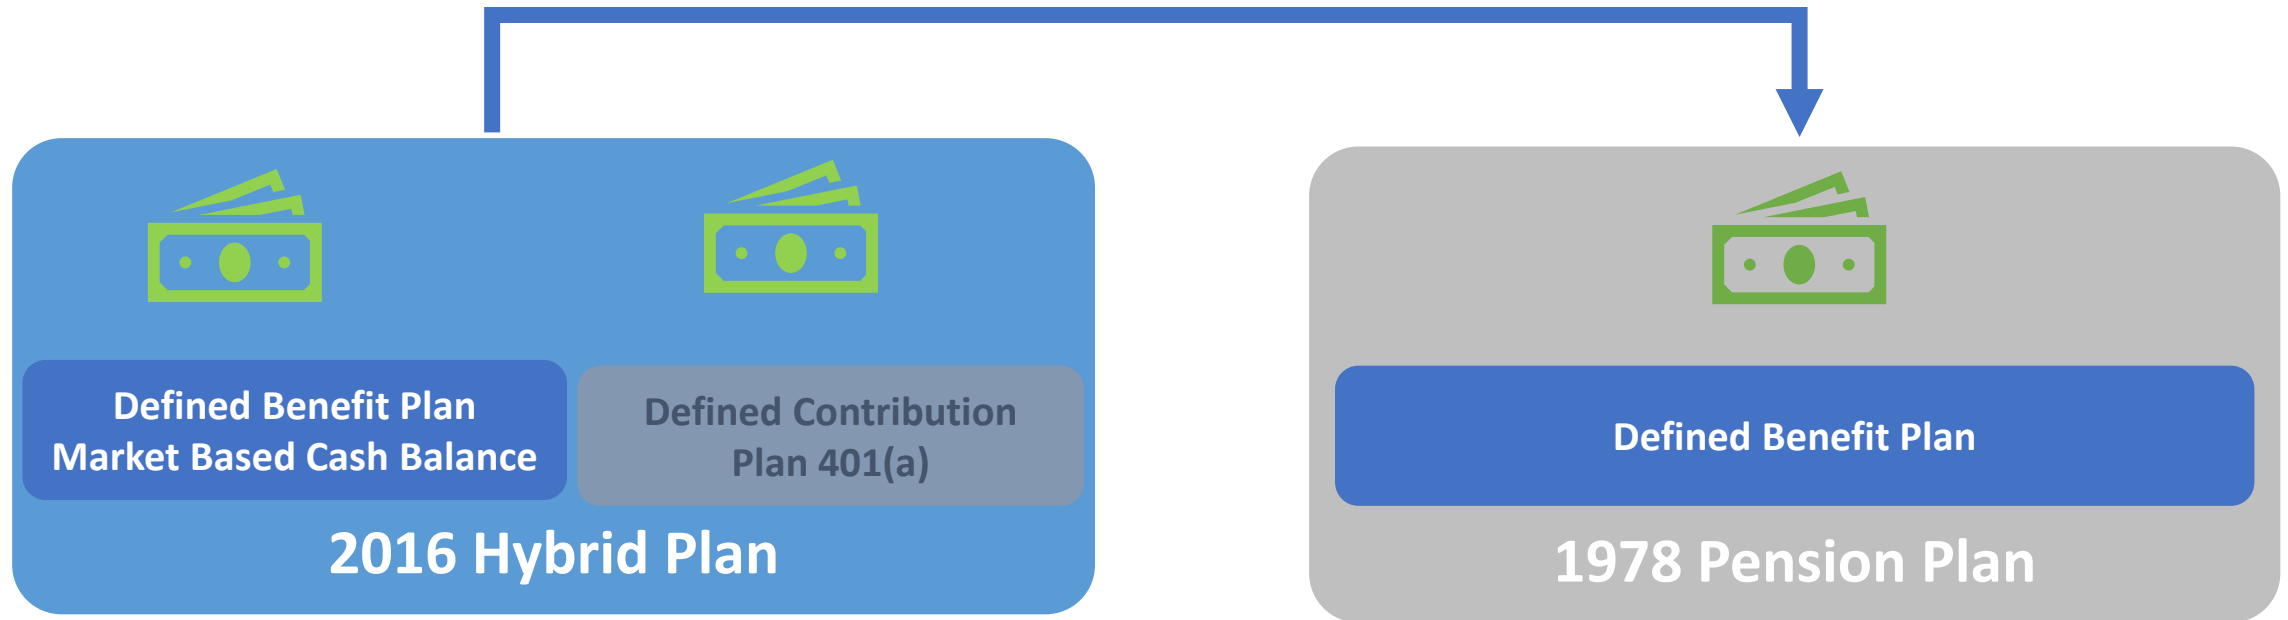 Defined Benefit Plan
Market Based Cash Balance
Defined Contribution
Plan 401(a)
2016 Hybrid Plan
Defined Benefit Plan
1978 Pension Plan